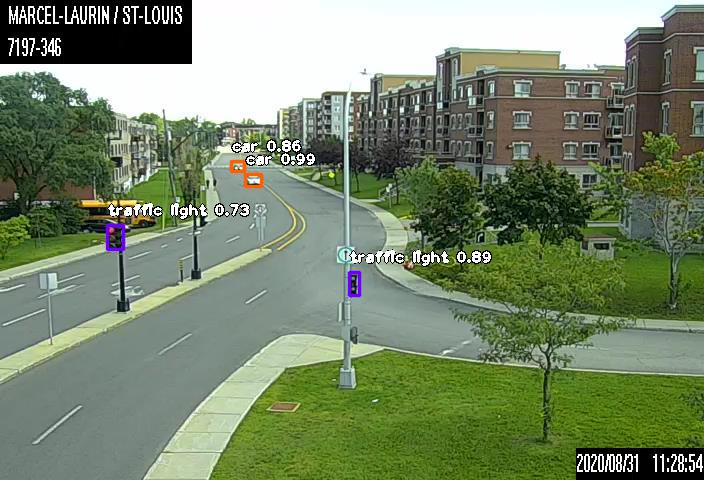 MARCEL-LAURIN / ST-LOUIS
7197-346
car 0.86
car 0.99
traffic light 0.73
traffic light 0.89
2020/08/31 11:28:54